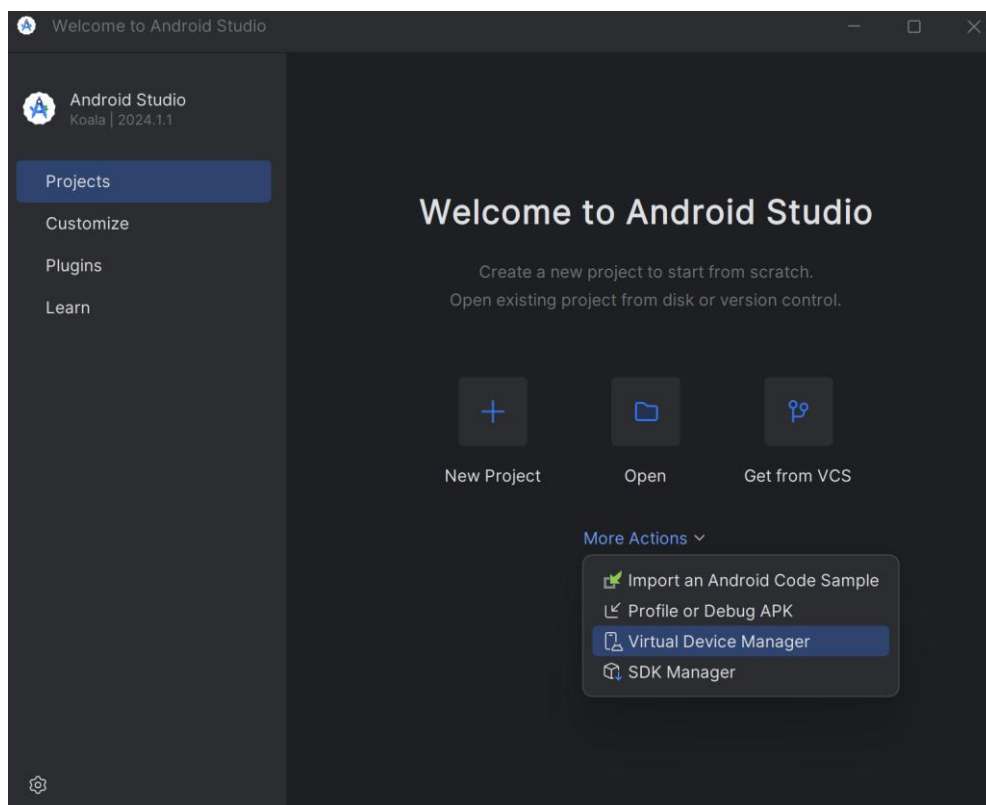 Welcome to Android Studio
Android Studio
Koala | 2024.1.1
Projects
Customize
Plugins
Learn
Welcome to Android Studio
Create a new project to start from scratch.
Open existing project from disk or version control.
New Project
Open
Get from VCS
More Actions
Import an Android Code Sample
Profile or Debug APK
Virtual Device Manager
SDK Manager